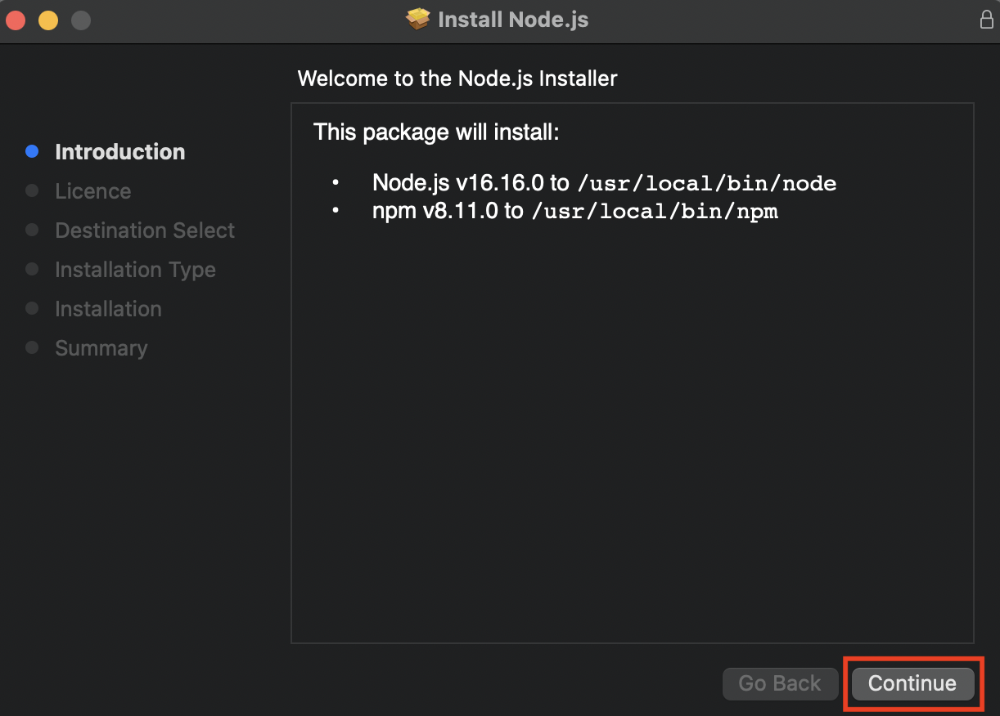 Install Node.js
Welcome to the Node.js Installer
Introduction
Licence
Destination Select
Installation Type
Installation
Summary
This package will install:
• Node.js v16.16.0 to /usr/local/bin/node
• npm v8.11.0 to /usr/local/bin/npm
Go Back
Continue